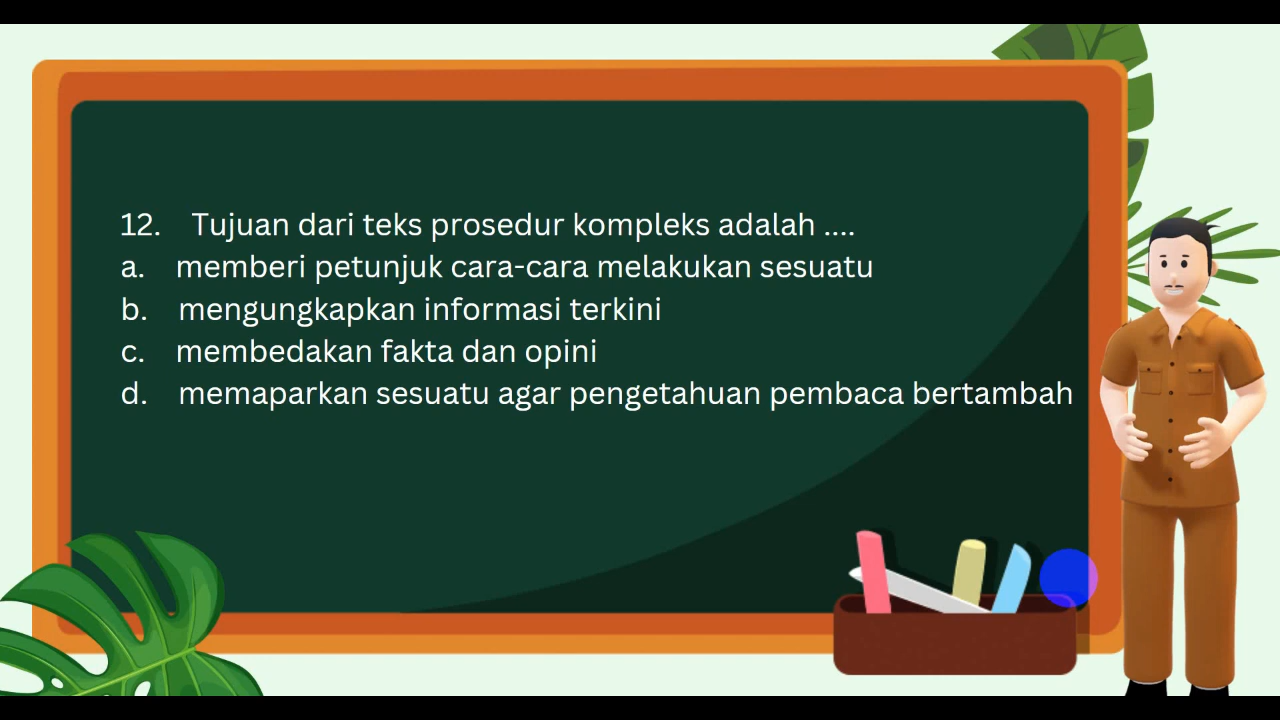 12. Tujuan dari teks prosedur kompleks adalah ....
a. memberi petunjuk cara-cara melakukan sesuatu
b. mengungkapkan informasi terkini
c. membedakan fakta dan opini
d. memaparkan sesuatu agar pengetahuan pembaca bertambah